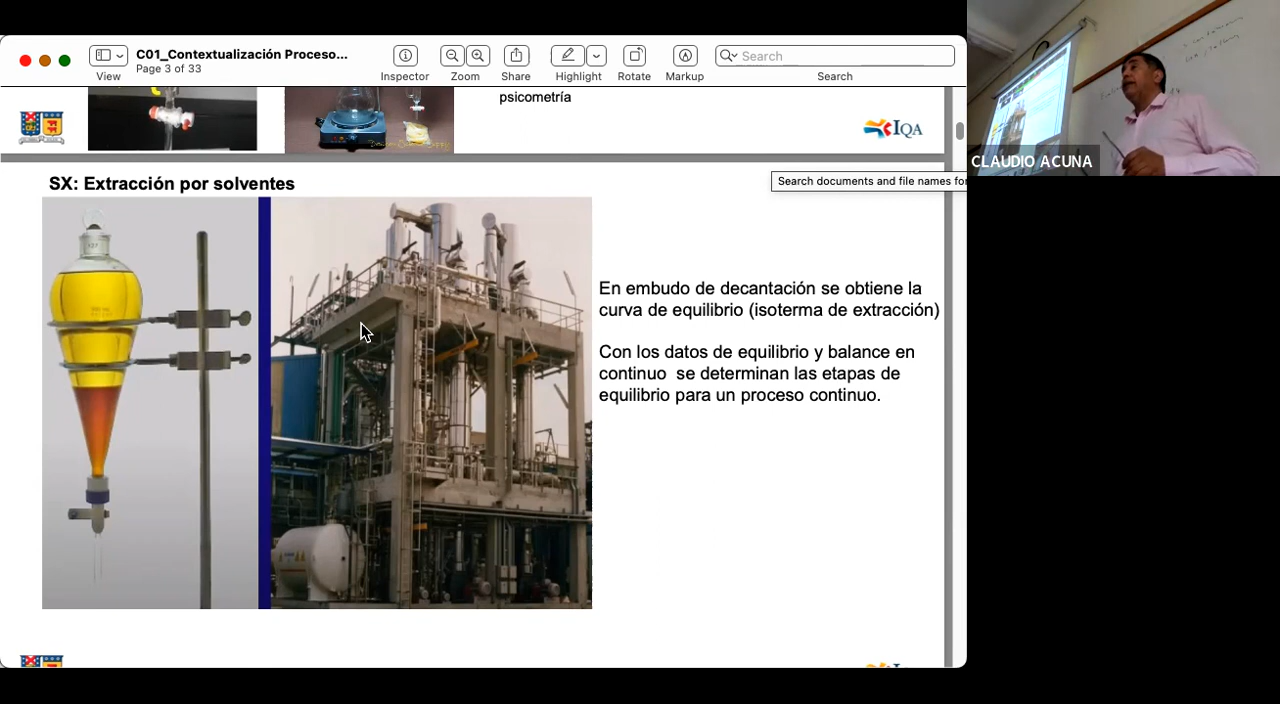 C01_Contextualización Proceso...
Page 3 of 33
View
Inspector
Zoom
Share
Highlight
Rotate
Markup
Search
Search
psicometría
IQA
CLAUDIO ACUNA
SX: Extracción por solventes
Search documents and file names for
En embudo de decantación se obtiene la
curva de equilibrio (isoterma de extracción)
Con los datos de equilibrio y balance en
continuo se determinan las etapas de
equilibrio para un proceso continuo.